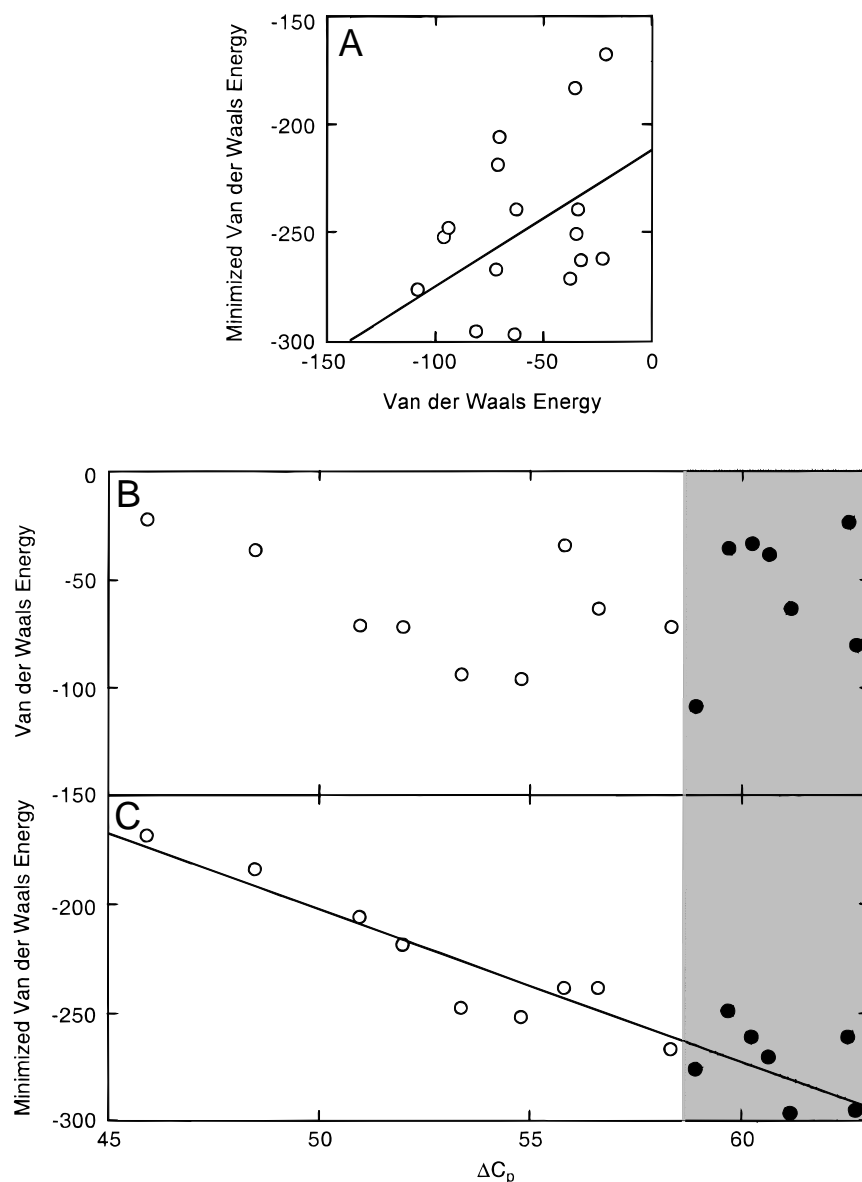 A
-150
-200
-250
-300
Minimized Van der Waals Energy
-150 -100 -50 0
Van der Waals Energy
B
0
-50
-100
-150
Van der Waals Energy
C
-200
-250
-300
Minimized Van der Waals Energy
45 50 55 60
ΔCp